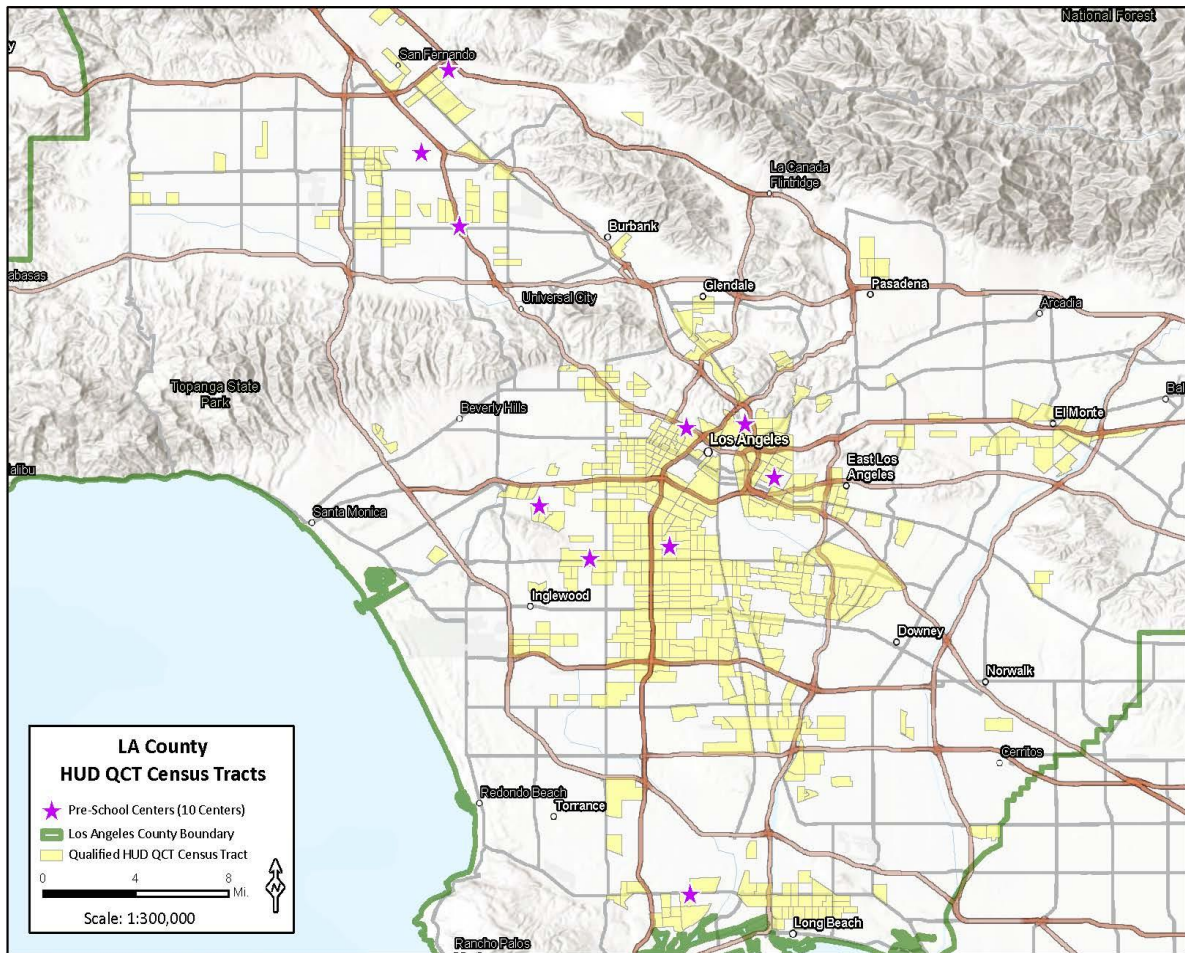 National Forest
y
San Fernando
La Canada
Flintridge
Burbank
abasas
Glendale
Pasadena
Universal City
Arcadia
Topanga State
Park
Beverly Hills
Bal
El Monte
Los Angeles
East Los
Angeles
alibu
Santa Monica
Inglewood
Downey
Norwalk
LA County
HUD QCT Census Tracts
Pre-School Centers (10 Centers)
Los Angeles County Boundary
Qualified HUD QCT Census Tract
0 4 8
Mi.
N
Scale: 1:300,000
Cerritos
Redondo Beach
Torrance
Long Beach
Rancho Palos